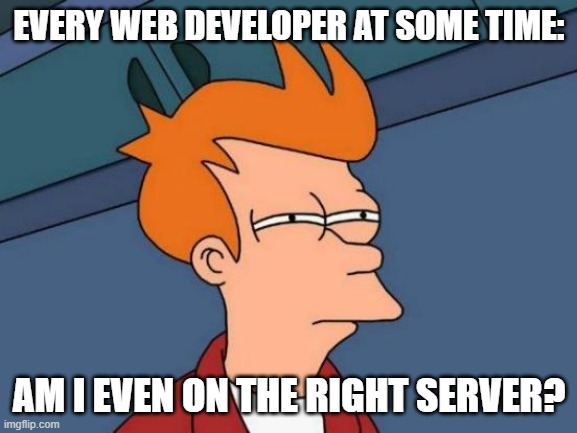 EVERY WEB DEVELOPER AT SOME TIME:
AM I EVEN ON THE RIGHT SERVER?
imgflip.com